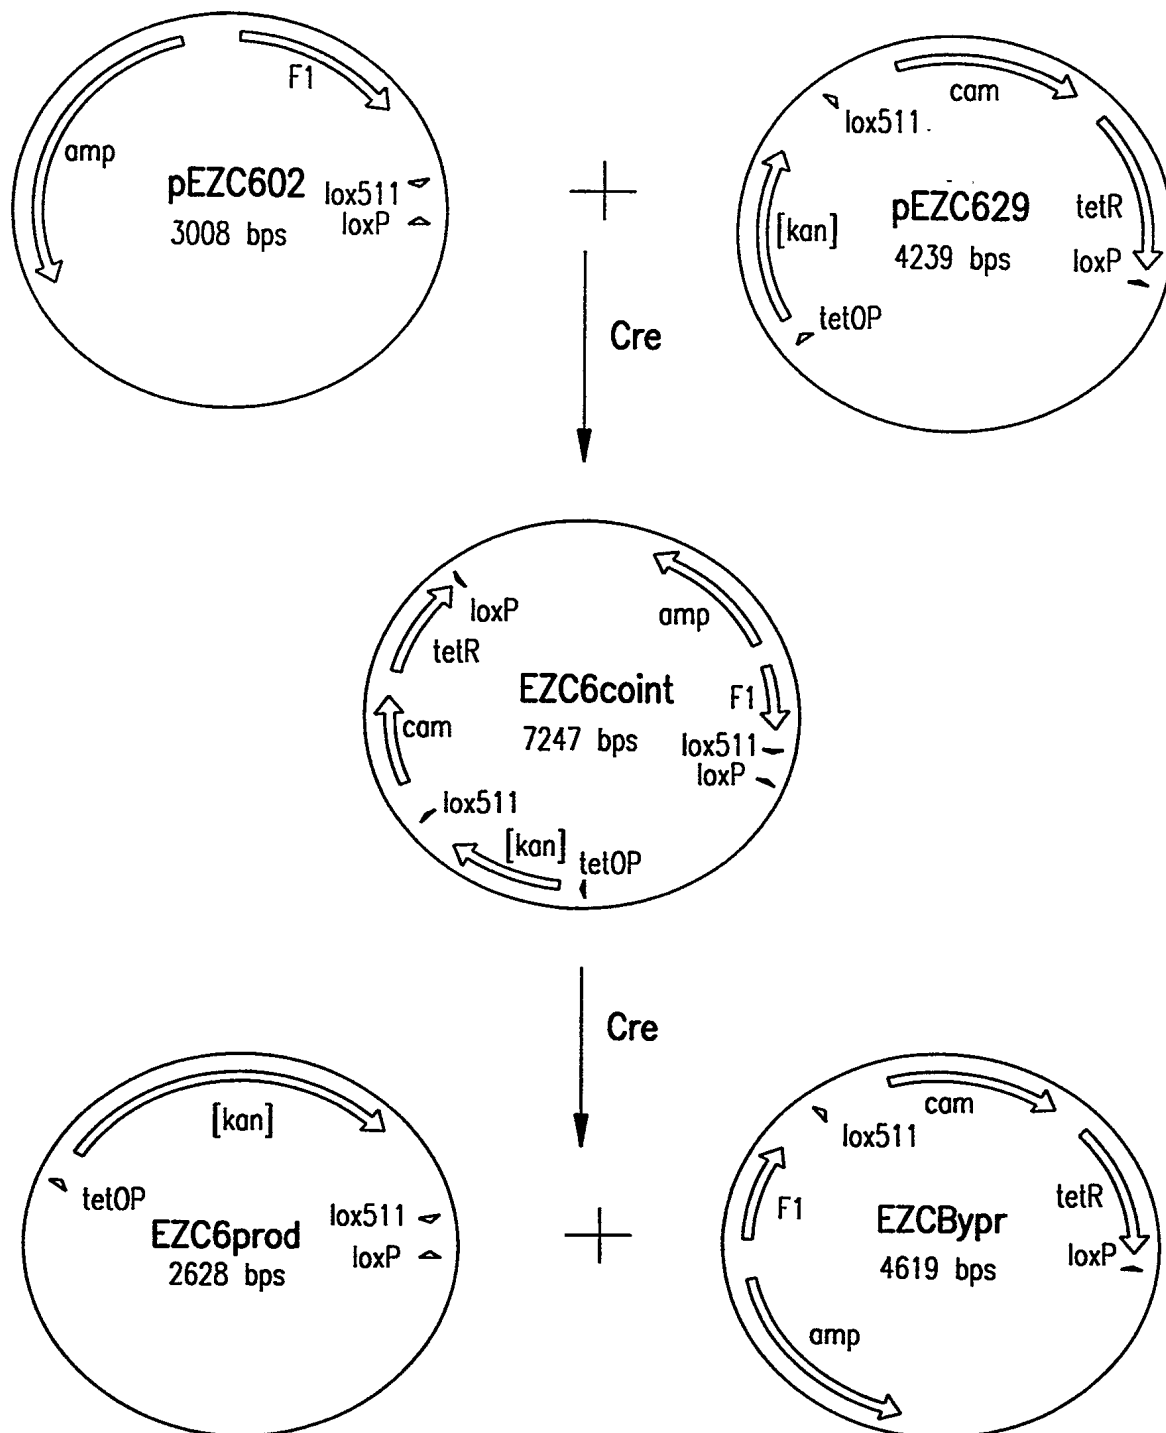 F1
amp
pEZC602
3008 bps
lox511
loxP
cam
lox511
pEZC629
4239 bps
[kan]
tetR
loxP
tetOP
Cre
loxP
tetR
amp
EZC6coint
7247 bps
F1
cam
lox511
loxP
lox511
[kan]
tetOP
Cre
[kan]
tetOP
EZC6prod
2628 bps
lox511
loxP
cam
lox511
F1
tetR
EZCBypr
4619 bps
loxP
amp